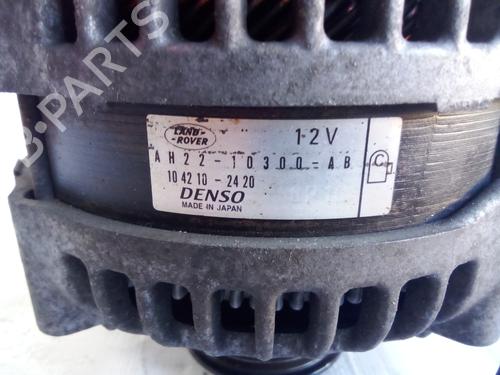 B-PARTS
LAND-
ROVER
12V
AH22-10300-AB
104210-2420
DENSO
MADE IN JAPAN
C